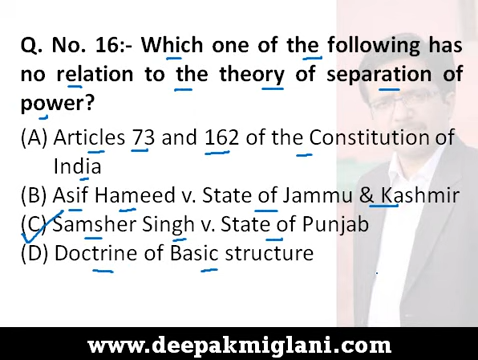 Q. No. 16:- Which one of the following has
no relation to the theory of separation of
power?
(A) Articles 73 and 162 of the Constitution of
India
(B) Asif Hameed v. State of Jammu & Kashmir
(C) Samsher Singh v. State of Punjab
(D) Doctrine of Basic structure
www.deepakmiglani.com